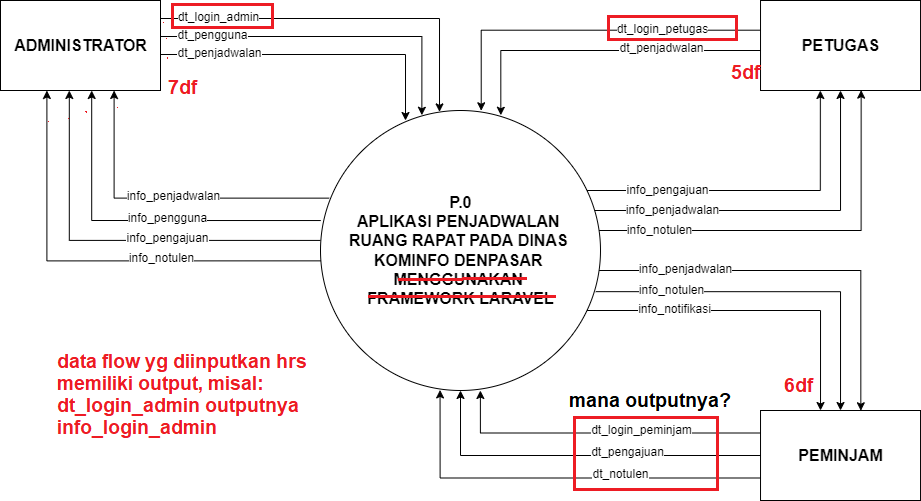 ADMINISTRATOR
dt_login_admin
dt_pengguna
dt_penjadwalan
7df
dt_login_petugas
dt_penjadwalan
PETUGAS
5df
info_penjadwalan
info_pengguna
info_pengajuan
info_notulen
P.0
APLIKASI PENJADWALAN
RUANG RAPAT PADA DINAS
KOMINFO DENPASAR
MENGGUNAKAN
FRAMEWORK LARAVEL
info_pengajuan
info_penjadwalan
info_notulen
info_penjadwalan
info_notulen
info_notifikasi
data flow yg diinputkan hrs
memiliki output, misal:
dt_login_admin outputnya
info_login_admin
6df
mana outputnya?
dt_login_peminjam
dt_pengajuan
dt_notulen
PEMINJAM